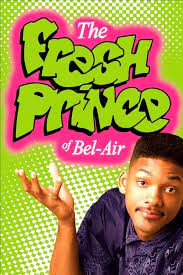 The
FRESH
PRINCE
of Bel-Air